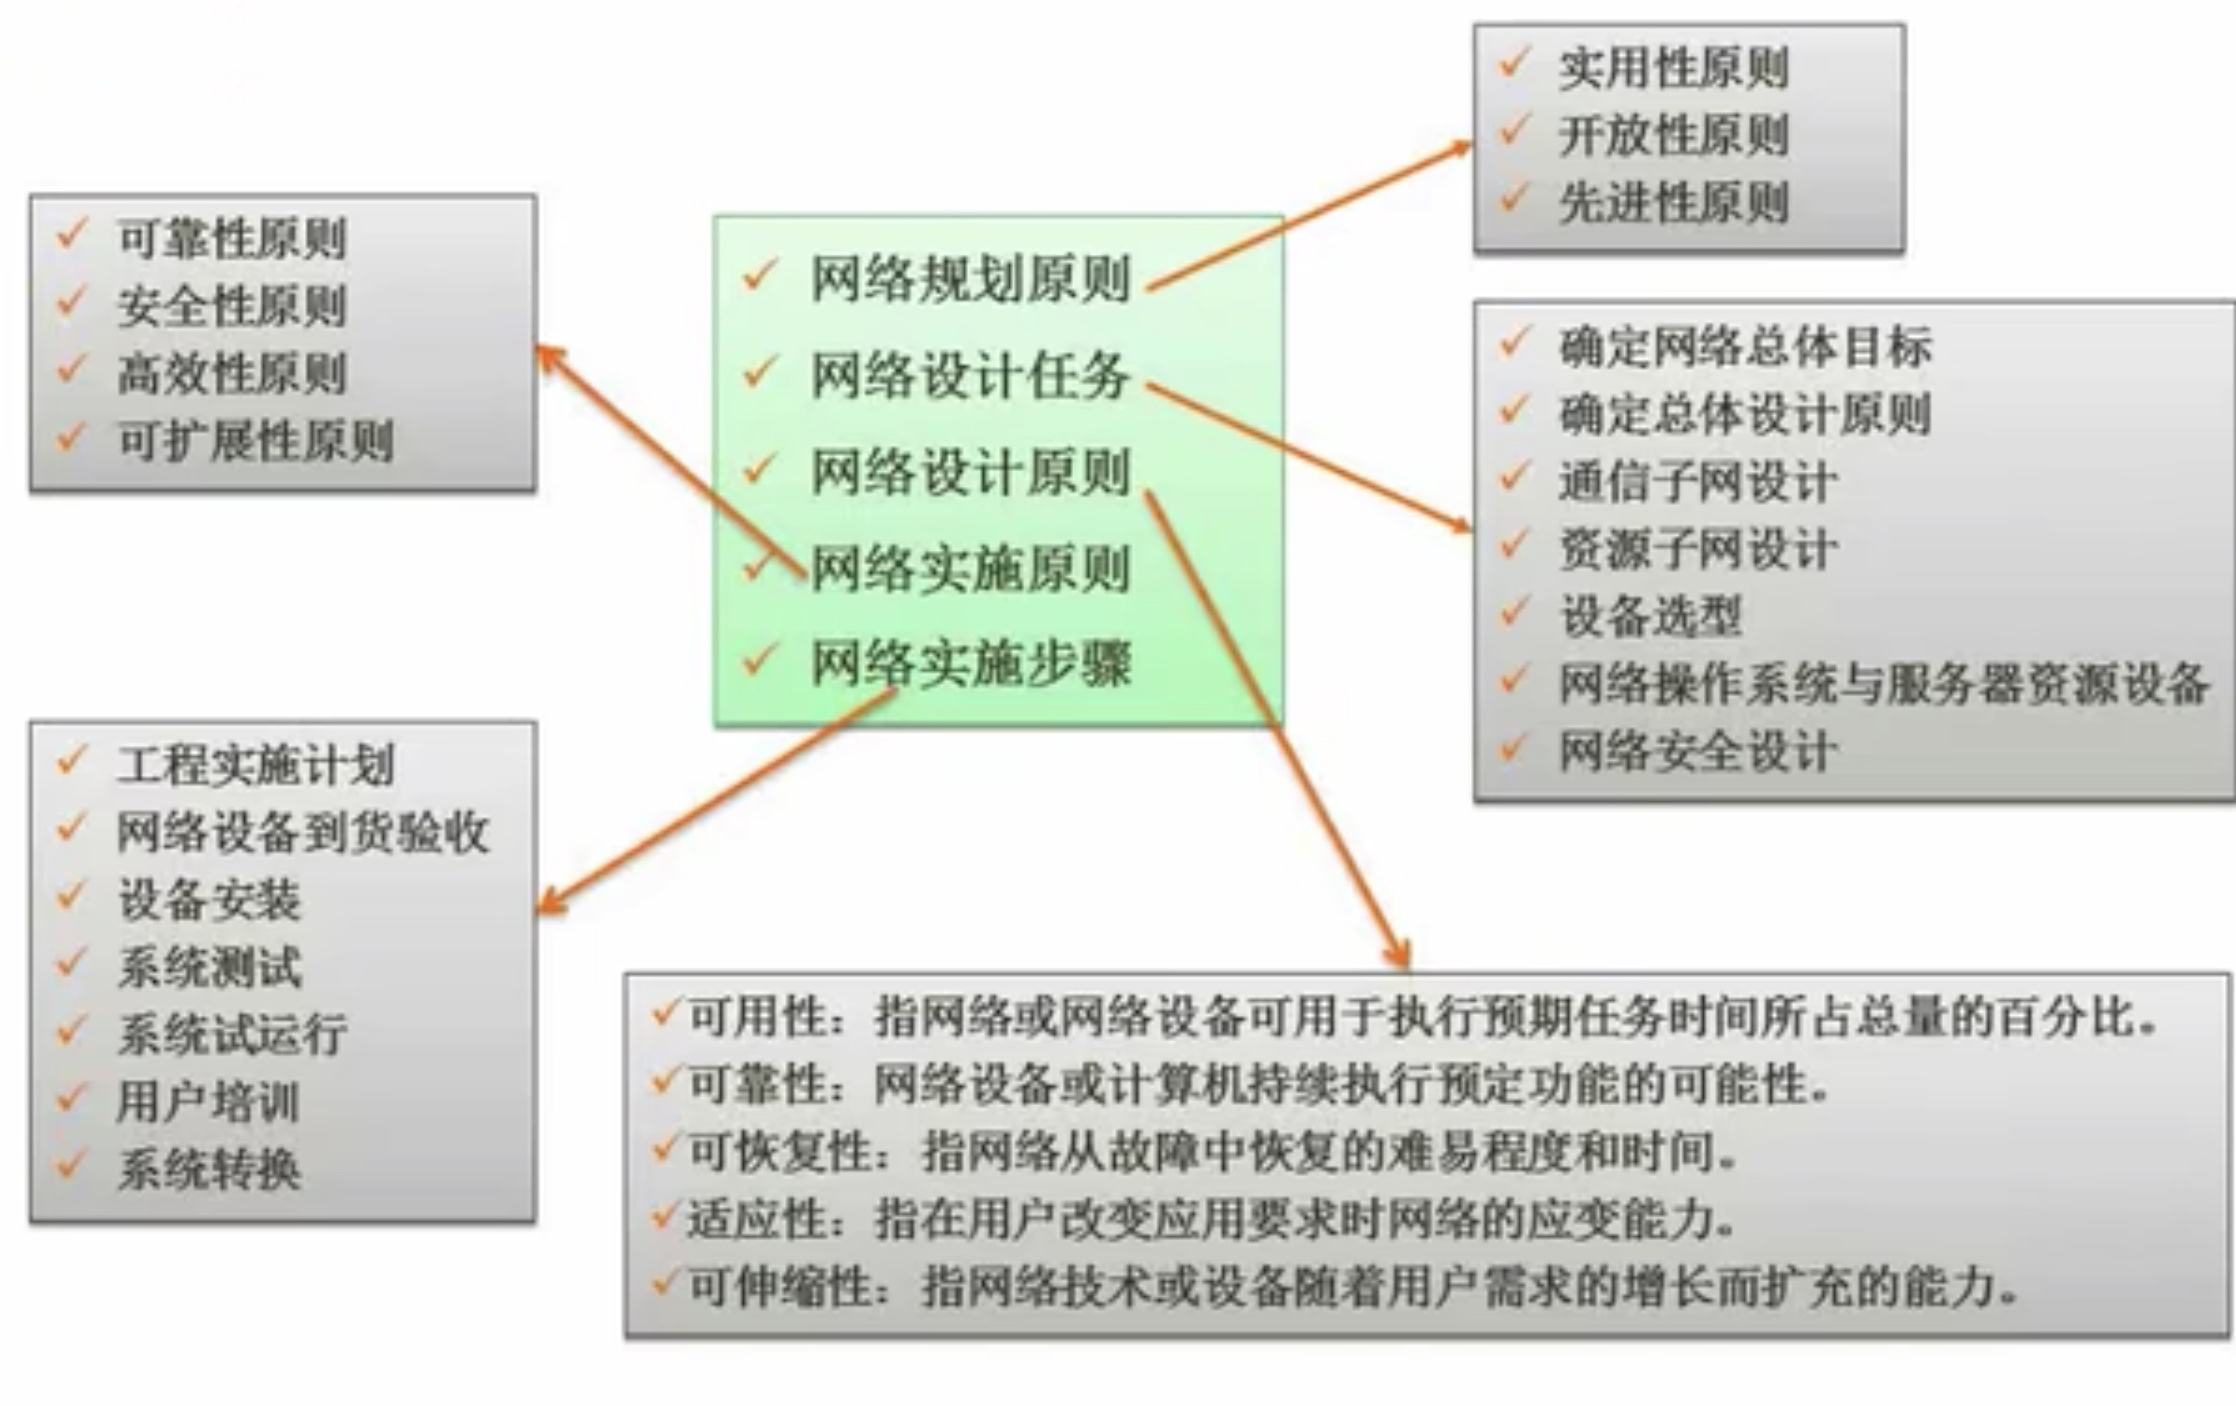 实用性原则
开放性原则
先进性原则
可靠性原则
安全性原则
高效性原则
可扩展性原则
网络规划原则
网络设计任务
网络设计原则
网络实施原则
网络实施步骤
确定网络总体目标
确定总体设计原则
通信子网设计
资源子网设计
设备选型
网络操作系统与服务器资源设备
网络安全设计
工程实施计划
网络设备到货验收
设备安装
系统测试
系统试运行
用户培训
系统转换
可用性：指网络或网络设备可用于执行预期任务时间所占总量的百分比。
可靠性：网络设备或计算机持续执行预定功能的可能性。
可恢复性：指网络从故障中恢复的难易程度和时间。
适应性：指在用户改变应用要求时网络的应变能力。
可伸缩性：指网络技术或设备随着用户需求的增长而扩充的能力。